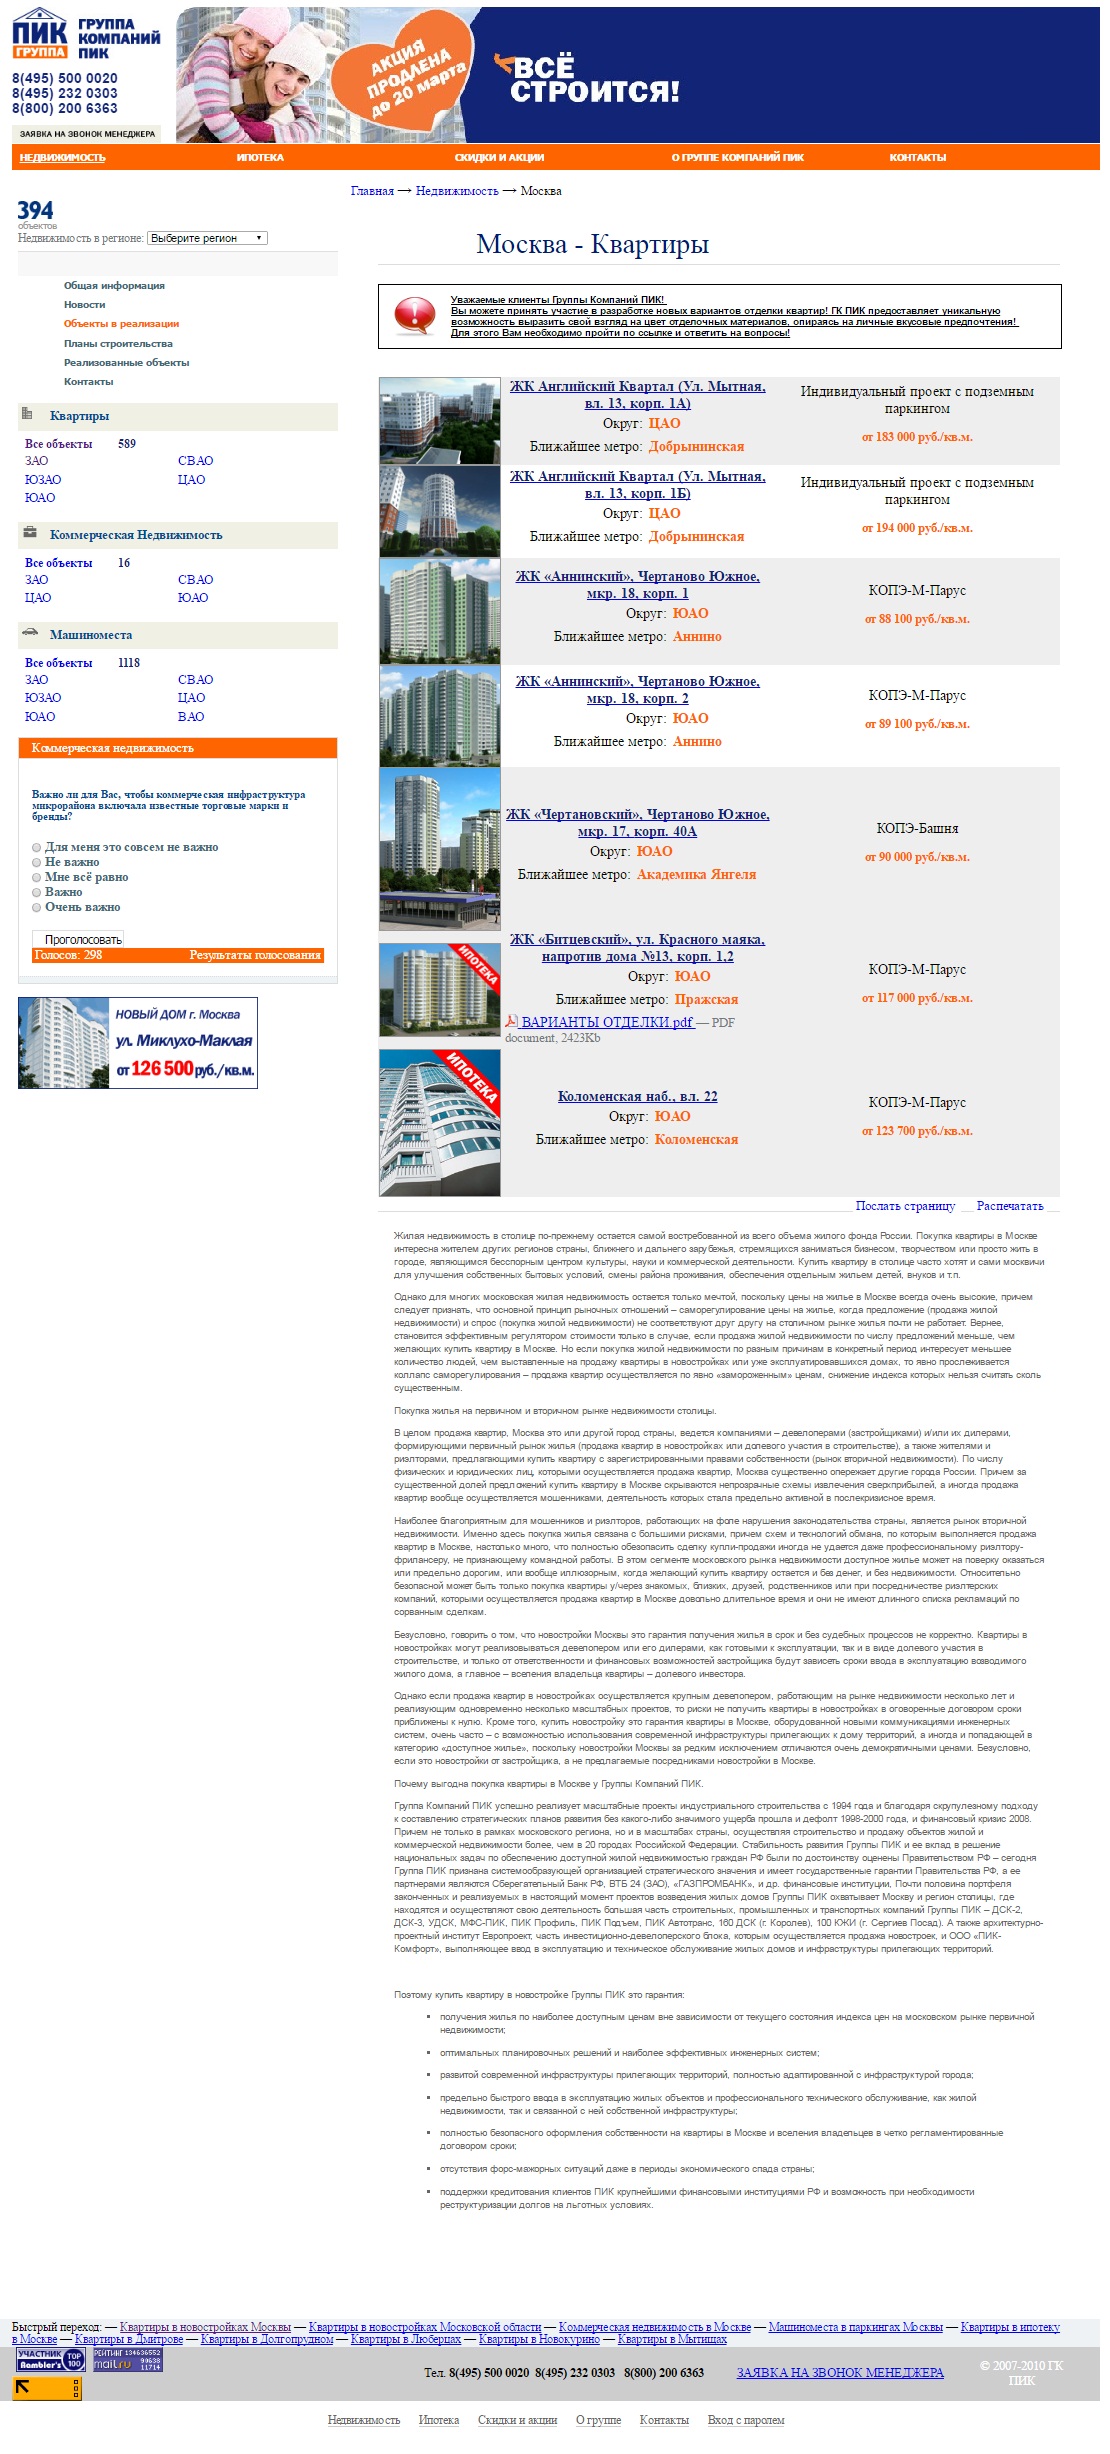 ПИК
ГРУППА
ГРУППА
КОМПАНИЙ
ПИК
8(495) 500 0020
8(495) 232 0303
8(800) 200 6363
ЗАЯВКА НА ЗВОНОК МЕНЕДЖЕРА
АКЦИЯ
ПРОДЛЕНА
до 20 марта
ВСЁ
СТРОИТСЯ!
НЕДВИЖИМОСТЬ ИПОТЕКА СКИДКИ И АКЦИИ О ГРУППЕ КОМПАНИЙ ПИК КОНТАКТЫ
394
объектов
Недвижимость в регионе: Выберите регион
Общая информация
Новости
Объекты в реализации
Планы строительства
Реализованные объекты
Контакты
Квартиры
Все объекты 589
ЗАО СВАО
ЮЗАО ЦАО
ЮАО
Коммерческая Недвижимость
Все объекты 16
ЗАО СВАО
ЦАО ЮАО
Машиноместа
Все объекты 1118
ЗАО СВАО
ЮЗАО ЦАО
ЮАО ВАО
Коммерческая недвижимость
Важно ли для Вас, чтобы коммерческая инфраструктура
микрорайона включала известные торговые марки и
бренды?
Для меня это совсем не важно
Не важно
Мне всё равно
Важно
Очень важно
Проголосовать
Голосов: 298 Результаты голосования
НОВЫЙ ДОМ г. Москва
ул. Миклухо-Маклая
от 126 500 руб./кв.м.
Главная → Недвижимость → Москва
Москва - Квартиры
Уважаемые клиенты Группы Компаний ПИК!
Вы можете принять участие в разработке новых вариантов отделки квартир! ГК ПИК предоставляет уникальную
возможность выразить свой взгляд на цвет отделочных материалов, опираясь на личные вкусовые предпочтения!
Для этого Вам необходимо пройти по ссылке и ответить на вопросы!
ЖК Английский Квартал (Ул. Мытная,
вл. 13, корп. 1А)
Округ: ЦАО
Ближайшее метро: Добрынинская
Индивидуальный проект с подземным
паркингом
от 183 000 руб./кв.м.
ЖК Английский Квартал (Ул. Мытная,
вл. 13, корп. 1Б)
Округ: ЦАО
Ближайшее метро: Добрынинская
Индивидуальный проект с подземным
паркингом
от 194 000 руб./кв.м.
ЖК «Аннинский», Чертаново Южное,
мкр. 18, корп. 1
Округ: ЮАО
Ближайшее метро: Аннино
КОПЭ-М-Парус
от 88 100 руб./кв.м.
ЖК «Аннинский», Чертаново Южное,
мкр. 18, корп. 2
Округ: ЮАО
Ближайшее метро: Аннино
КОПЭ-М-Парус
от 89 100 руб./кв.м.
ЖК «Чертановский», Чертаново Южное,
мкр. 17, корп. 40А
Округ: ЮАО
Ближайшее метро: Академика Янгеля
КОПЭ-Башня
от 90 000 руб./кв.м.
ИПОТЕКА
ЖК «Битцевский», ул. Красного маяка,
напротив дома №13, корп. 1,2
Округ: ЮАО
Ближайшее метро: Пражская
ВАРИАНТЫ ОТДЕЛКИ.pdf — PDF
document, 2423Kb
КОПЭ-М-Парус
от 117 000 руб./кв.м.
ИПОТЕКА
Коломенская наб., вл. 22
Округ: ЮАО
Ближайшее метро: Коломенская
КОПЭ-М-Парус
от 123 700 руб./кв.м.
Послать страницу Распечатать
Жилая недвижимость в столице по-прежнему остается самой востребованной из всего объема жилого фонда России. Покупка квартиры в Москве
интересна жителем других регионов страны, ближнего и дальнего зарубежья, стремящихся заниматься бизнесом, творчеством или просто жить в
городе, являющимся бесспорным центром культуры, науки и коммерческой деятельности. Купить квартиру в столице часто хотят и сами москвичи
для улучшения собственных бытовых условий, смены района проживания, обеспечения отдельным жильем детей, внуков и т.п.
Однако для многих московская жилая недвижимость остается только мечтой, поскольку цены на жилье в Москве всегда очень высокие, причем
следует признать, что основной принцип рыночных отношений – саморегулирование цены на жилье, когда предложение (продажа жилой
недвижимости) и спрос (покупка жилой недвижимости) не соответствуют друг другу на столичном рынке жилья почти не работает. Вернее,
становится эффективным регулятором стоимости только в случае, если продажа жилой недвижимости по числу предложений меньше, чем
желающих купить квартиру в Москве. Но если покупка жилой недвижимости по разным причинам в конкретный период интересует меньшее
количество людей, чем выставленные на продажу квартиры в новостройках или уже эксплуатировавшихся домах, то явно прослеживается
коллапс саморегулирования – продажа квартир осуществляется по явно «замороженным» ценам, снижение индекса которых нельзя считать сколь
существенным.
Покупка жилья на первичном и вторичном рынке недвижимости столицы.
В целом продажа квартир, Москва это или другой город страны, ведется компаниями – девелоперами (застройщиками) и/или их дилерами,
формирующими первичный рынок жилья (продажа квартир в новостройках или долевого участия в строительстве), а также жителями и
риэлторами, предлагающими купить квартиру с зарегистрированными правами собственности (рынок вторичной недвижимости). По числу
физических и юридических лиц, которыми осуществляется продажа квартир, Москва существенно опережает другие города России. Причем за
существенной долей предложений купить квартиру в Москве скрываются непрозрачные схемы извлечения сверхприбылей, а иногда продажа
квартир вообще осуществляется мошенниками, деятельность которых стала предельно активной в послекризисное время.
Наиболее благоприятным для мошенников и риэлторов, работающих на фоле нарушения законодательства страны, является рынок вторичной
недвижимости. Именно здесь покупка жилья связана с большими рисками, причем схем и технологий обмана, по которым выполняется продажа
квартир в Москве, настолько много, что полностью обезопасить сделку купли-продажи иногда не удается даже профессиональному риэлтору-
фрилансеру, не признающему командной работы. В этом сегменте московского рынка недвижимости доступное жилье может на поверку оказаться
или предельно дорогим, или вообще иллюзорным, когда желающий купить квартиру остается и без денег, и без недвижимости. Относительно
безопасной может быть только покупка квартиры у/через знакомых, близких, друзей, родственников или при посредничестве риэлтерских
компаний, которыми осуществляется продажа квартир в Москве довольно длительное время и они не имеют длинного списка рекламаций по
сорванным сделкам.
Безусловно, говорить о том, что новостройки Москвы это гарантия получения жилья в срок и без судебных процессов не корректно. Квартиры в
новостройках могут реализовываться девелопером или его дилерами, как готовыми к эксплуатации, так и в виде долевого участия в
строительстве, и только от ответственности и финансовых возможностей застройщика будут зависеть сроки ввода в эксплуатацию возводимого
жилого дома, а главное – вселения владельца квартиры – долевого инвестора.
Однако если продажа квартир в новостройках осуществляется крупным девелопером, работающим на рынке недвижимости несколько лет и
реализующим одновременно несколько масштабных проектов, то риски не получить квартиры в новостройках в оговоренные договором сроки
приближены к нулю. Кроме того, купить новостройку это гарантия квартиры в Москве, оборудованной новыми коммуникациями инженерных
систем, очень часто – с возможностью использования современной инфраструктуры прилегающих к дому территорий, а иногда и попадающей в
категорию «доступное жилье», поскольку новостройки Москвы за редким исключением отличаются очень демократичными ценами. Безусловно,
если это новостройки от застройщика, а не предлагаемые посредниками новостройки в Москве.
Почему выгодна покупка квартиры в Москве у Группы Компаний ПИК.
Группа Компаний ПИК успешно реализует масштабные проекты индустриального строительства с 1994 года и благодаря скрупулезному подходу
к составлению стратегических планов развития без какого-либо значимого ущерба прошла и дефолт 1998-2000 года, и финансовый кризис 2008.
Причем не только в рамках московского региона, но и в масштабах страны, осуществляя строительство и продажу объектов жилой и
коммерческой недвижимости более, чем в 20 городах Российской Федерации. Стабильность развития Группы ПИК и ее вклад в решение
национальных задач по обеспечению доступной жилой недвижимостью граждан РФ были по достоинству оценены Правительством РФ – сегодня
Группа ПИК признана системообразующей организацией стратегического значения и имеет государственные гарантии Правительства РФ, а ее
партнерами являются Сберегательный Банк РФ, ВТБ 24 (ЗАО), «ГАЗПРОМБАНК», и др. финансовые институции, Почти половина портфеля
законченных и реализуемых в настоящий момент проектов возведения жилых домов Группы ПИК охватывает Москву и регион столицы, где
находятся и осуществляют свою деятельность большая часть строительных, промышленных и транспортных компаний Группы ПИК – ДСК-2,
ДСК-3, УДСК, МФС-ПИК, ПИК Профиль, ПИК Подъем, ПИК Автотранс, 160 ДСК (г. Королев), 100 КЖИ (г. Сергиев Посад). А также архитектурно-
проектный институт Европроект, часть инвестиционно-девелоперского блока, которым осуществляется продажа новостроек, и ООО «ПИК-
Комфорт», выполняющее ввод в эксплуатацию и техническое обслуживание жилых домов и инфраструктуры прилегающих территорий.
Поэтому купить квартиру в новостройке Группы ПИК это гарантия:
получения жилья по наиболее доступным ценам вне зависимости от текущего состояния индекса цен на московском рынке первичной
недвижимости;
оптимальных планировочных решений и наиболее эффективных инженерных систем;
развитой современной инфраструктуры прилегающих территорий, полностью адаптированной с инфраструктурой города;
предельно быстрого ввода в эксплуатацию жилых объектов и профессионального технического обслуживание, как жилой
недвижимости, так и связанной с ней собственной инфраструктуры;
полностью безопасного оформления собственности на квартиры в Москве и вселения владельцев в четко регламентированные
договором сроки;
отсутствия форс-мажорных ситуаций даже в периоды экономического спада страны;
поддержки кредитования клиентов ПИК крупнейшими финансовыми институциями РФ и возможность при необходимости
реструктуризации долгов на льготных условиях.
Быстрый переход: — Квартиры в новостройках Москвы — Квартиры в новостройках Московской области — Коммерческая недвижимость в Москве — Машиноместа в паркингах Москвы — Квартиры в ипотеку
в Москве — Квартиры в Дмитрове — Квартиры в Долгопрудном — Квартиры в Люберцах — Квартиры в Новокурино — Квартиры в Мытищах
УЧАСТНИК
Rambler's
TOP
100
РЕЙТИНГ 134636552
mail.ru 90638
11714
Тел. 8(495) 500 0020 8(495) 232 0303 8(800) 200 6363 ЗАЯВКА НА ЗВОНОК МЕНЕДЖЕРА
© 2007-2010 ГК
ПИК
Недвижимость Ипотека Скидки и акции О группе Контакты Вход с паролем